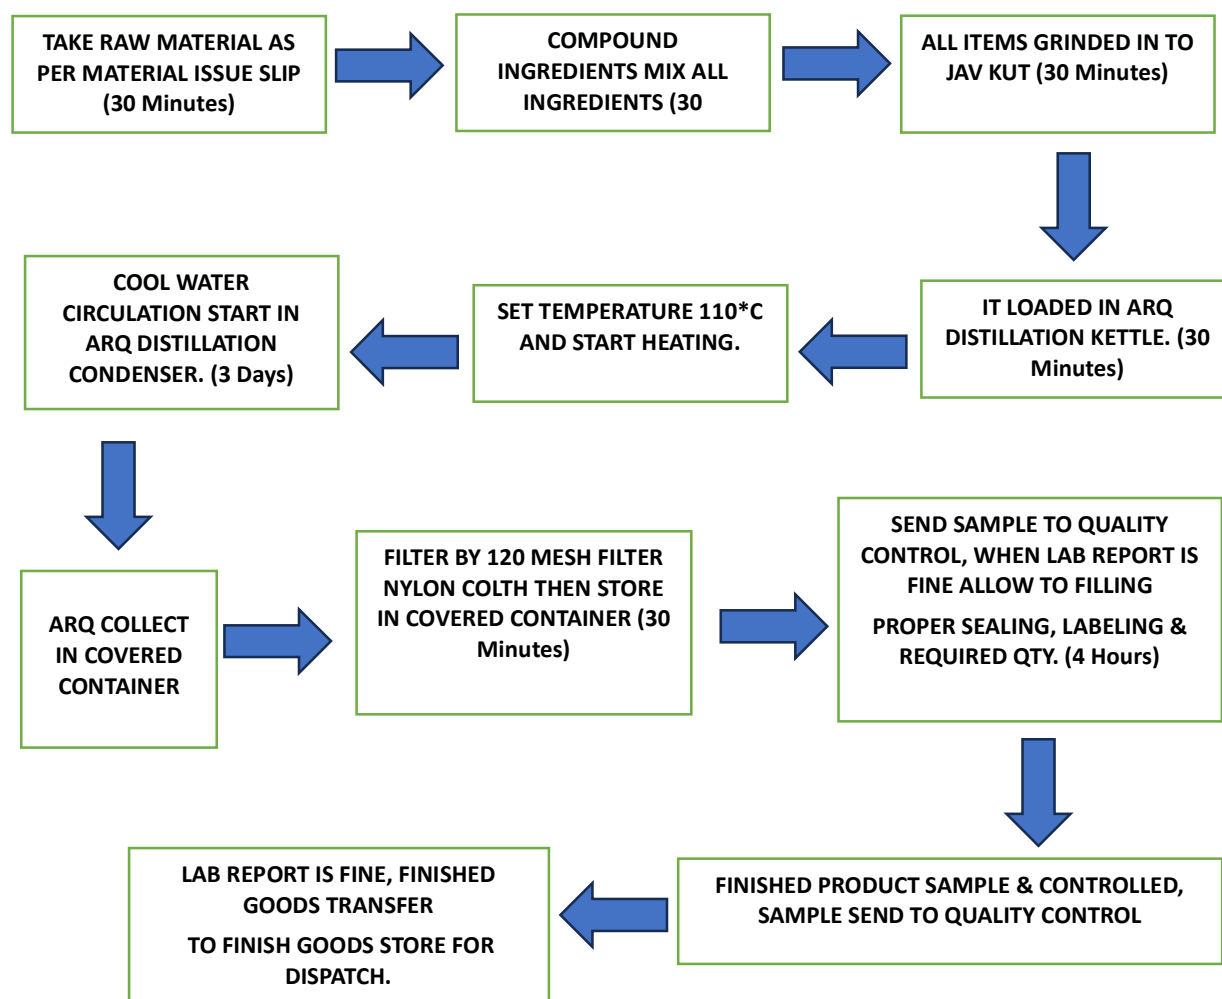 TAKE RAW MATERIAL AS
PER MATERIAL ISSUE SLIP
(30 Minutes)
COMPOUND
INGREDIENTS MIX ALL
INGREDIENTS (30
ALL ITEMS GRINDED IN TO
JAV KUT (30 Minutes)
IT LOADED IN ARQ
DISTILLATION KETTLE. (30
Minutes)
SET TEMPERATURE 110*C
AND START HEATING.
COOL WATER
CIRCULATION START IN
ARQ DISTILLATION
CONDENSER. (3 Days)
ARQ COLLECT
IN COVERED
CONTAINER
FILTER BY 120 MESH FILTER
NYLON COLTH THEN STORE
IN COVERED CONTAINER (30
Minutes)
SEND SAMPLE TO QUALITY
CONTROL, WHEN LAB REPORT IS
FINE ALLOW TO FILLING
PROPER SEALING, LABELING &
REQUIRED QTY. (4 Hours)
FINISHED PRODUCT SAMPLE & CONTROLLED,
SAMPLE SEND TO QUALITY CONTROL
LAB REPORT IS FINE, FINISHED
GOODS TRANSFER
TO FINISH GOODS STORE FOR
DISPATCH.